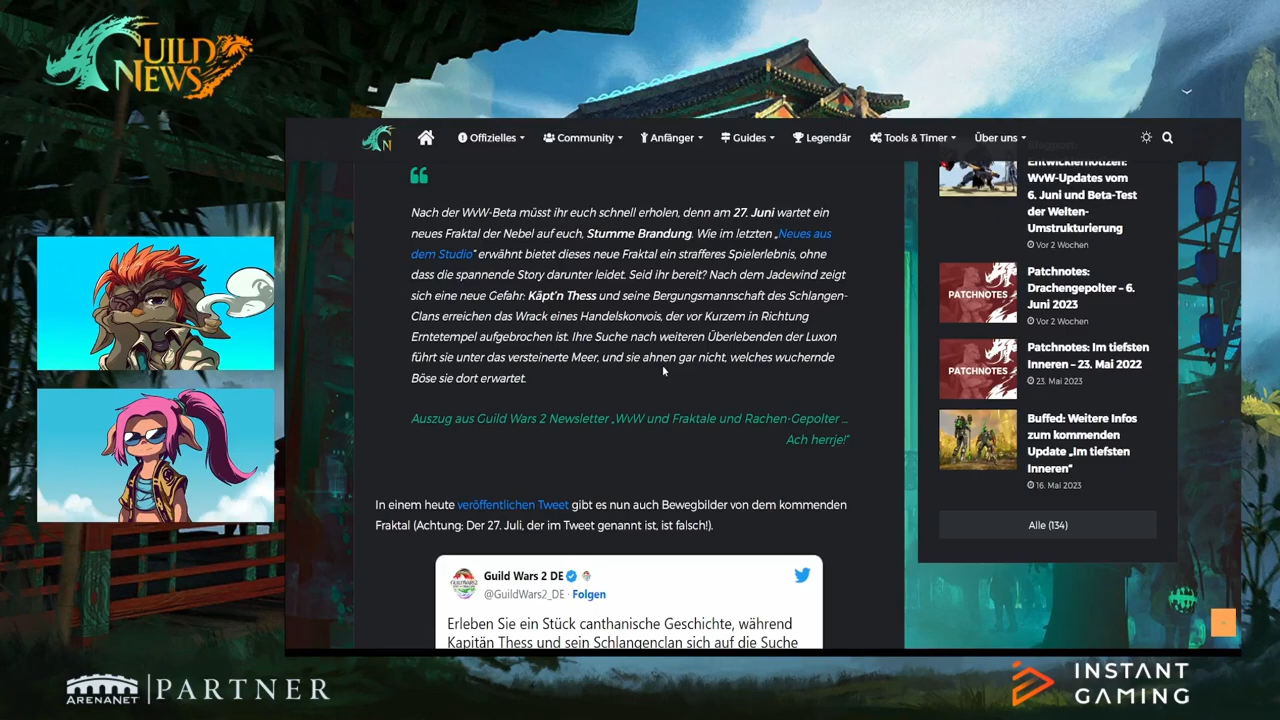 GUILD
NEWS
Offizielles
Community
Anfänger
Guides
Legendär
Tools & Timer
Über uns
N
Nach der WvW-Beta müsst ihr euch schnell erholen, denn am 27. Juni wartet ein
neues Fraktal der Nebel auf euch, Stumme Brandung. Wie im letzten „Neues aus
dem Studio“ erwähnt bietet dieses neue Fraktal ein strafferes Spielerlebnis, ohne
dass die spannende Story darunter leidet. Seid ihr bereit? Nach dem Jadewind zeigt
sich eine neue Gefahr: Käpt’n Thess und seine Bergungsmannschaft des Schlangen-
Clans erreichen das Wrack eines Handelskonvois, der vor Kurzem in Richtung
Erntetempel aufgebrochen ist. Ihre Suche nach weiteren Überlebenden der Luxon
führt sie unter das versteinerte Meer, und sie ahnen gar nicht, welches wuchernde
Böse sie dort erwartet.
Auszug aus Guild Wars 2 Newsletter „WvW und Fraktale und Rachen-Gepolter …
Ach herrje!“
In einem heute veröffentlichen Tweet gibt es nun auch Bewegbilder von dem kommenden
Fraktal (Achtung: Der 27. Juli, der im Tweet genannt ist, ist falsch!).
Guild Wars 2 DE
@GuildWars2_DE · Folgen
Erleben Sie ein Stück canthanische Geschichte, während
Kapitän Thess und sein Schlangenclan sich auf die Suche
Blogpost:
Entwicklernotizen:
WvW-Updates vom
6. Juni und Beta-Test
der Welten-
Umstrukturierung
Vor 2 Wochen
PATCHNOTES
Patchnotes:
Drachengepolter – 6.
Juni 2023
Vor 2 Wochen
PATCHNOTES
Patchnotes: Im tiefsten
Inneren – 23. Mai 2022
23. Mai 2023
Buffed: Weitere Infos
zum kommenden
Update „Im tiefsten
Inneren“
16. Mai 2023
Alle (134)
ARENANET PARTNER
INSTANT
GAMING